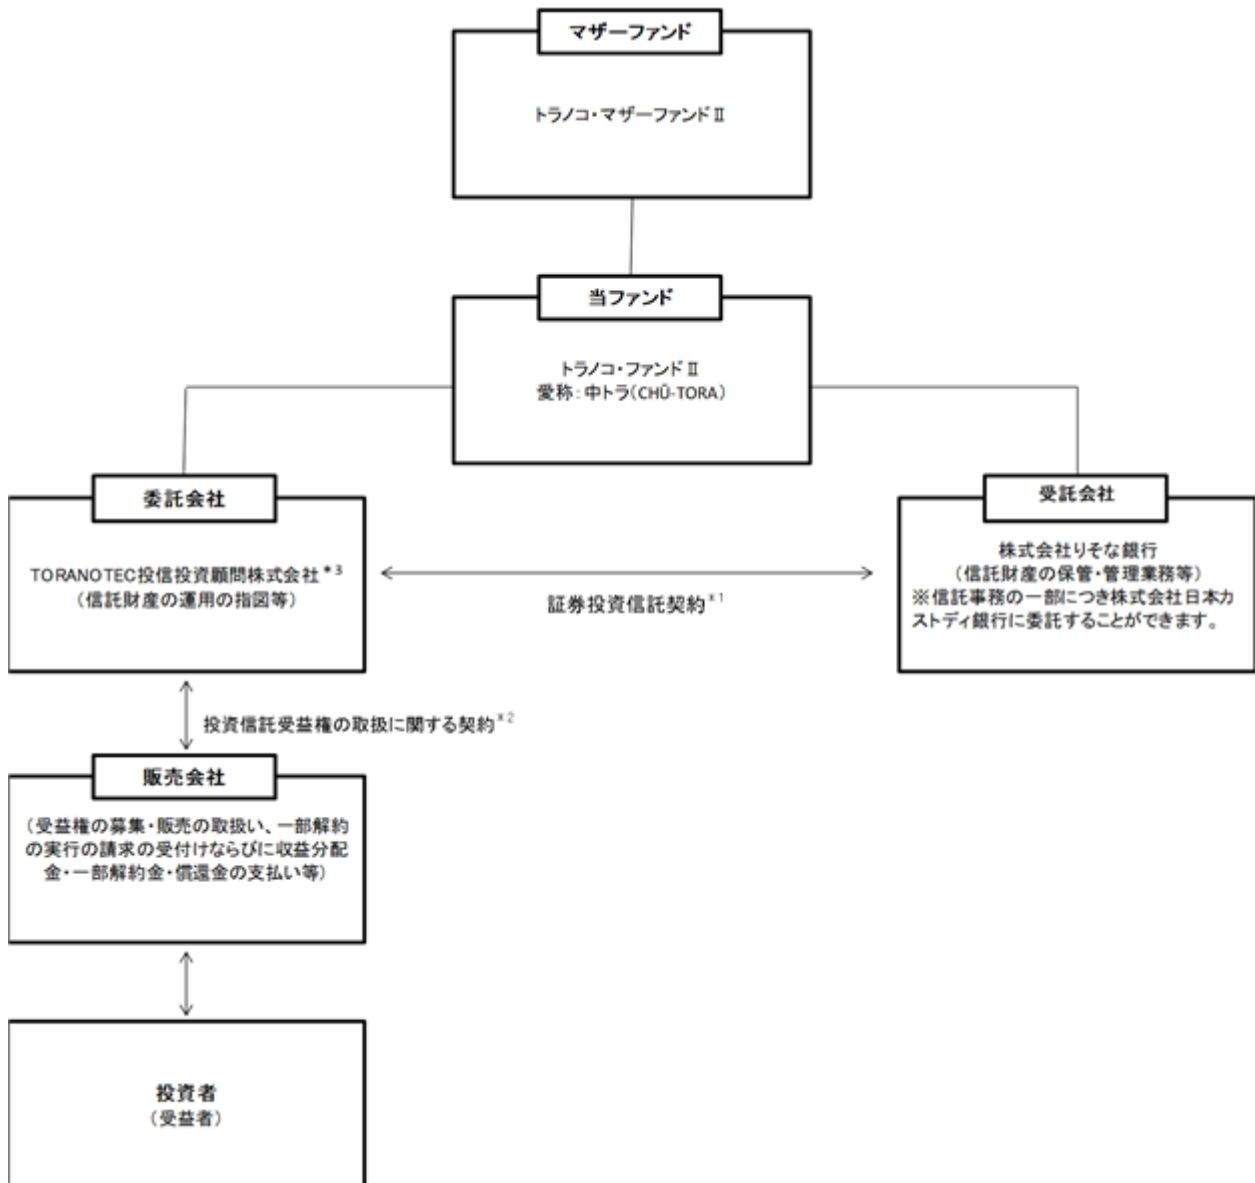 マザーファンド
トラノコ・マザーファンドⅡ
当ファンド
トラノコ・ファンドⅡ
愛称：中トラ（CHŪ-TORA）
委託会社
TORANOTEC投信投資顧問株式会社＊3
（信託財産の運用の指図等）
証券投資信託契約＊1
受託会社
株式会社りそな銀行
（信託財産の保管・管理業務等）
※信託事務の一部につき株式会社日本カ
ストディ銀行に委託することができます。
投資信託受益権の取扱に関する契約＊2
販売会社
（受益権の募集・販売の取扱い、一部解約
の実行の請求の受付けならびに収益分配
金・一部解約金・償還金の支払い等）
投資者
（受益者）